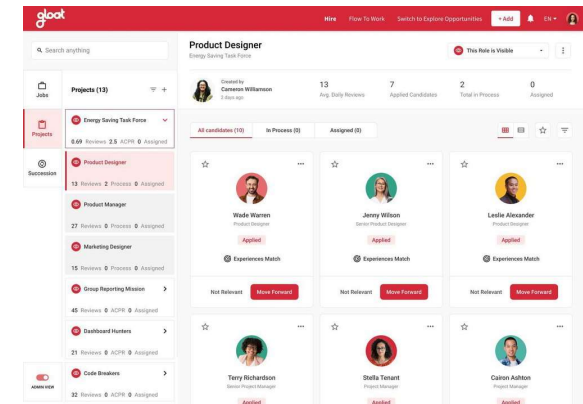 gloat
Hire Flow To Work Switch to Explore Opportunities +Add EN
Search anything
Product Designer
Energy Saving Task Force
This Role is Visible
Jobs
Projects (13)
Created by
Cameron Williamson
2 days ago
13
Avg. Daily Reviews
7
Applied Candidates
2
Total in Process
0
Assigned
Projects
Energy Saving Task Force
0.69 Reviews 2.5 ACPR 0 Assigned
All candidates (10) In Process (0) Assigned (0)
Succession
Product Designer
13 Reviews 2 Process 0 Assigned
Product Manager
27 Reviews 0 Process 0 Assigned
Marketing Designer
15 Reviews 0 Process 0 Assigned
Group Reporting Mission
45 Reviews 0 ACPR 0 Assigned
Dashboard Hunters
21 Reviews 0 ACPR 0 Assigned
Code Breakers
32 Reviews 0 ACPR 0 Assigned
ADMIN VIEW
Wade Warren
Product Designer
Applied
Experiences Match
Not Relevant Move Forward
Jenny Wilson
Senior Product Designer
Applied
Experiences Match
Not Relevant Move Forward
Leslie Alexander
Product Designer
Applied
Experiences Match
Not Relevant Move Forward
Terry Richardson
Senior Project Manager
Applied
Stella Tenant
Project Manager
Applied
Cairon Ashton
Project Manager
Applied